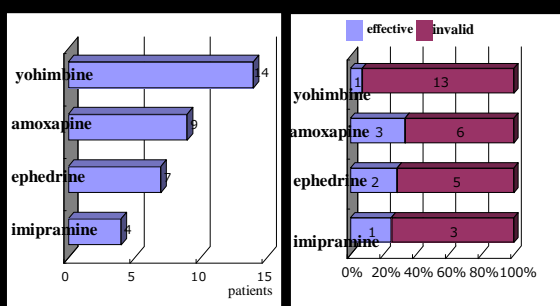 yohimbine 14
amoxapine 9
ephedrine 7
imipramine 4
0 5 10 15
patients
effective invalid
yohimbine 1 13
amoxapine 3 6
ephedrine 2 5
imipramine 1 3
0% 20% 40% 60% 80% 100%